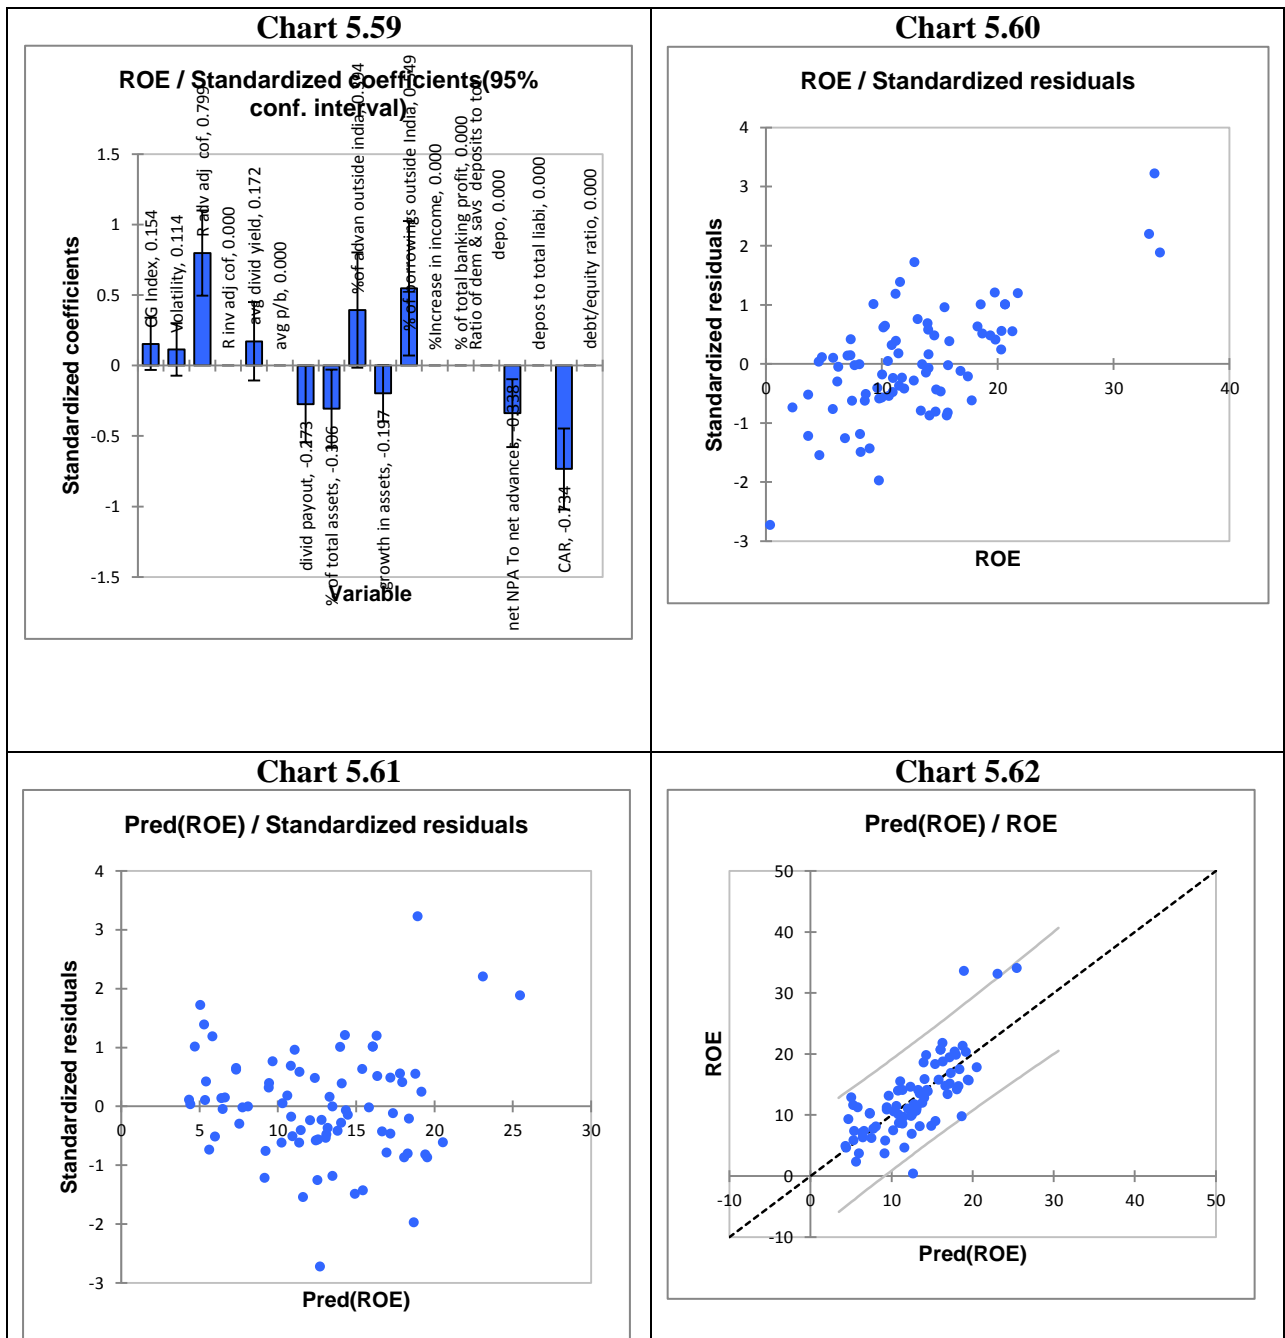 Chart 5.59
ROE / Standardized coefficients(95%
conf. interval)
Standardized coefficients
1.5
1
0.5
0
-0.5
-1
-1.5
CG Index, 0.154
Volatility, 0.114
R adv adj cof, 0.799
R inv adj cof, 0.000
avg divid yield, 0.172
avg p/b, 0.000
divid payout, -0.273
% of total assets, -0.306
%of advan outside india, 0.394
growth in assets, -0.197
% of borrowings outside India, 0.549
%Increase in income, 0.000
% of total banking profit, 0.000
Ratio of dem & savs deposits to tot
depo, 0.000
net NPA To net advances, -0.338
depos to total liabi, 0.000
CAR, -0.734
debt/equity ratio, 0.000
Variable
Chart 5.60
ROE / Standardized residuals
Standardized residuals
4
3
2
1
0
-1
-2
-3
0 10 20 30 40
ROE
Chart 5.61
Pred(ROE) / Standardized residuals
Standardized residuals
4
3
2
1
0
-1
-2
-3
0 5 10 15 20 25 30
Pred(ROE)
Chart 5.62
Pred(ROE) / ROE
ROE
50
40
30
20
10
0
-10
-10 0 10 20 30 40 50
Pred(ROE)